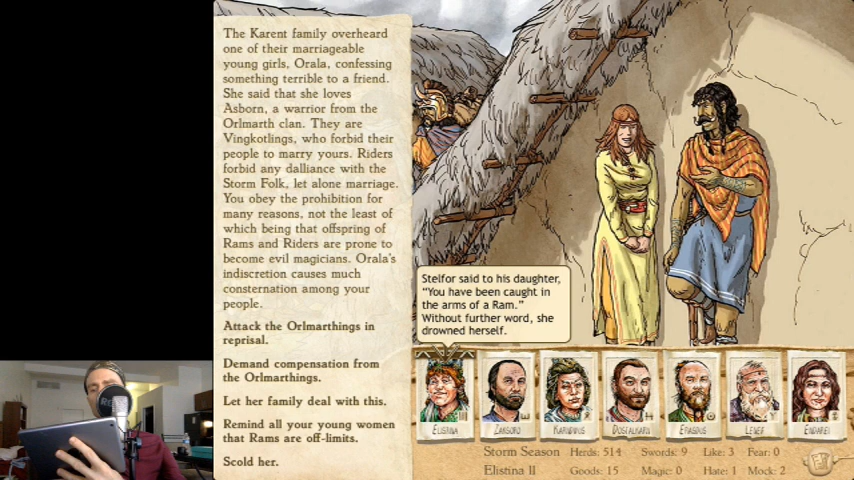 The Karent family overheard
one of their marriageable
young girls, Orala, confessing
something terrible to a friend.
She said that she loves
Asborn, a warrior from the
Orlmarth clan. They are
Vingkotlings, who forbid their
people to marry yours. Riders
forbid any dalliance with the
Storm Folk, let alone marriage.
You obey the prohibition for
many reasons, not the least of
which being that offspring of
Rams and Riders are prone to
become evil magicians. Orala's
indiscretion causes much
consternation among your
people.
Attack the Orlmarthings in
reprisal.
Demand compensation from
the Orlmarthings.
Let her family deal with this.
Remind all your young women
that Rams are off-limits.
Scold her.
Stelfor said to his daughter,
"You have been caught in
the arms of a Ram."
Without further word, she
drowned herself.
Elistina
Zarsoro
Dostalkarn
Erasdus
Storm Season Herds: 514 Swords: 9 Like: 3 Fear: 0
Elistina II Goods: 15 Magic: 0 Hate: 1 Mock: 2